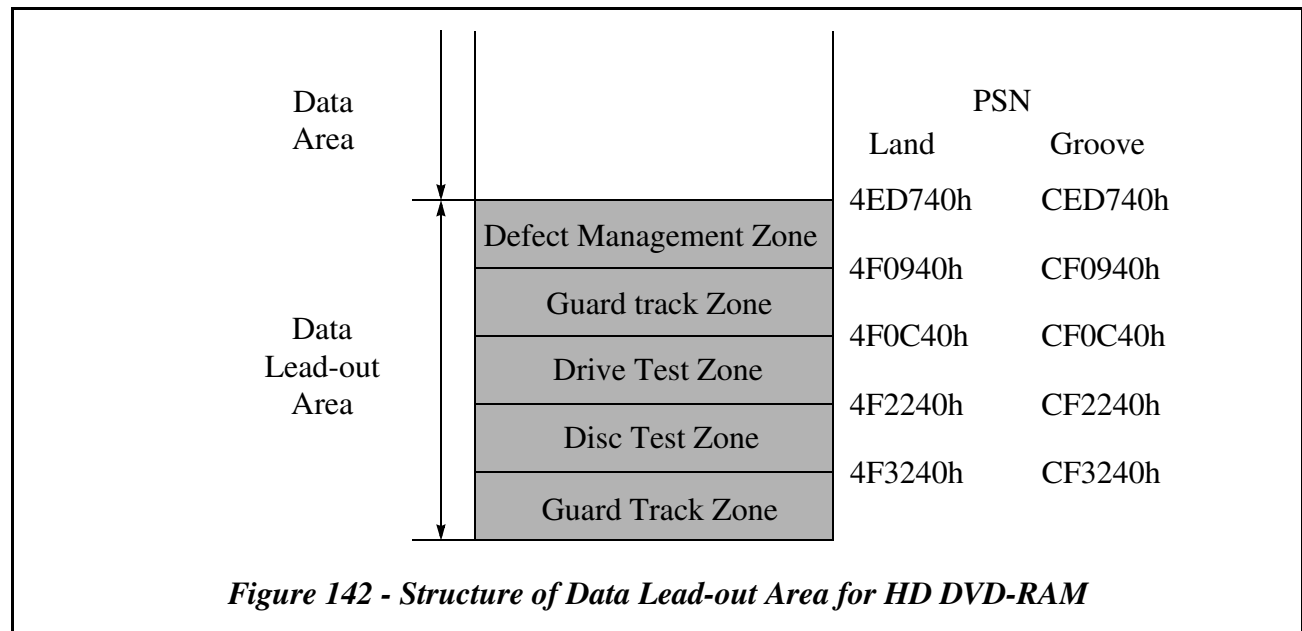 Data
Area
PSN
Land Groove
4ED740h CED740h
Defect Management Zone
4F0940h CF0940h
Guard track Zone
Data
Lead-out
Area
4F0C40h CF0C40h
Drive Test Zone
4F2240h CF2240h
Disc Test Zone
4F3240h CF3240h
Guard Track Zone
Figure 142 - Structure of Data Lead-out Area for HD DVD-RAM